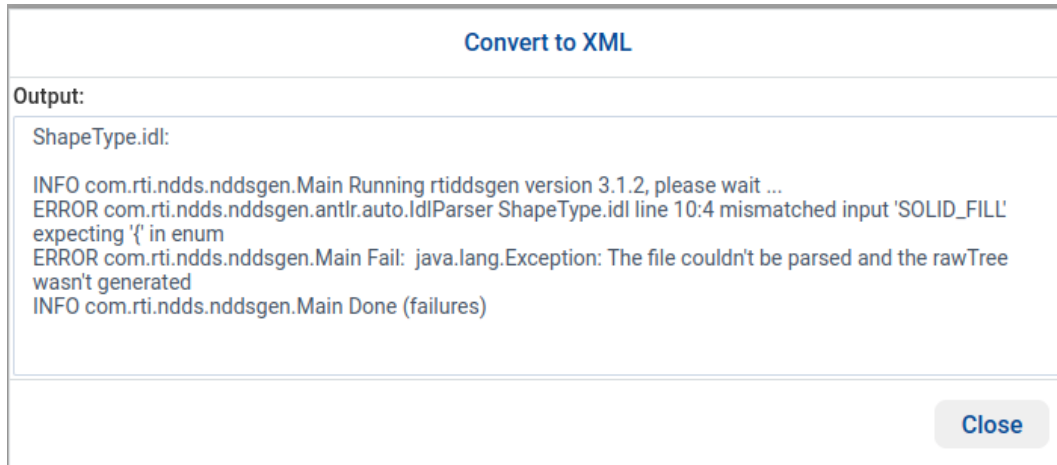 Convert to XML
Output:
ShapeType.idl:
INFO com.rti.ndds.nddsgen.Main Running rtiddsgen version 3.1.2, please wait ...
ERROR com.rti.ndds.nddsgen.antlr.auto.IdlParser ShapeType.idl line 10:4 mismatched input 'SOLID_FILL'
expecting '{' in enum
ERROR com.rti.ndds.nddsgen.Main Fail:  java.lang.Exception: The file couldn't be parsed and the rawTree
wasn't generated
INFO com.rti.ndds.nddsgen.Main Done (failures)
Close